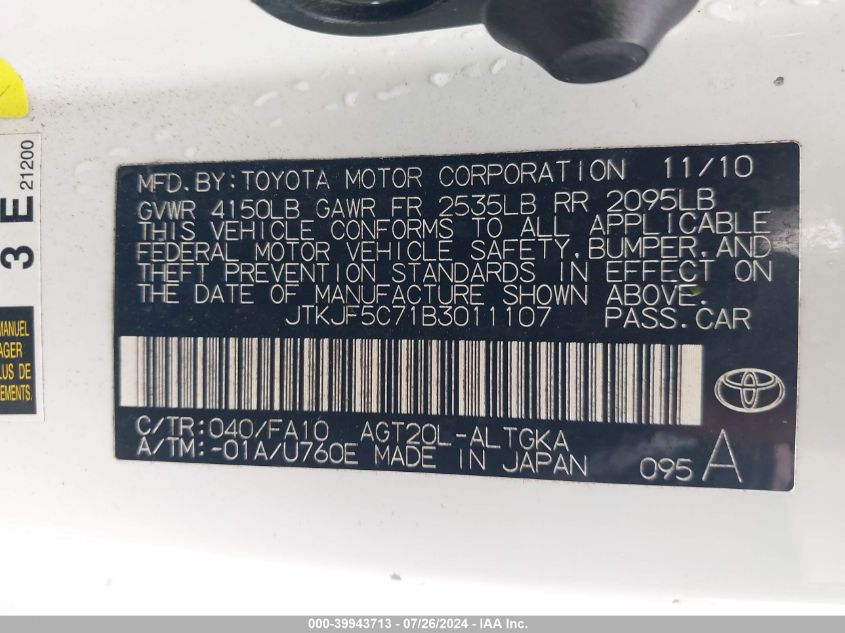 MFD. BY: TOYOTA MOTOR CORPORATION 11/10
GVWR 4150LB GAWR FR 2535LB RR 2095LB
THIS VEHICLE CONFORMS TO ALL APPLICABLE
FEDERAL MOTOR VEHICLE SAFETY, BUMPER, AND
THEFT PREVENTION STANDARDS IN EFFECT ON
THE DATE OF MANUFACTURE SHOWN ABOVE.
JTKJF5C71B3011107 PASS. CAR
C/TR: 040/FA10 AGT20L-ALTGKA
A/TM: -01A/U760E MADE IN JAPAN 095 A
3 E 21200
MANUEL
AGER
LUS DE
EMENTS.
000-39943713 - 07/26/2024 - IAA Inc.